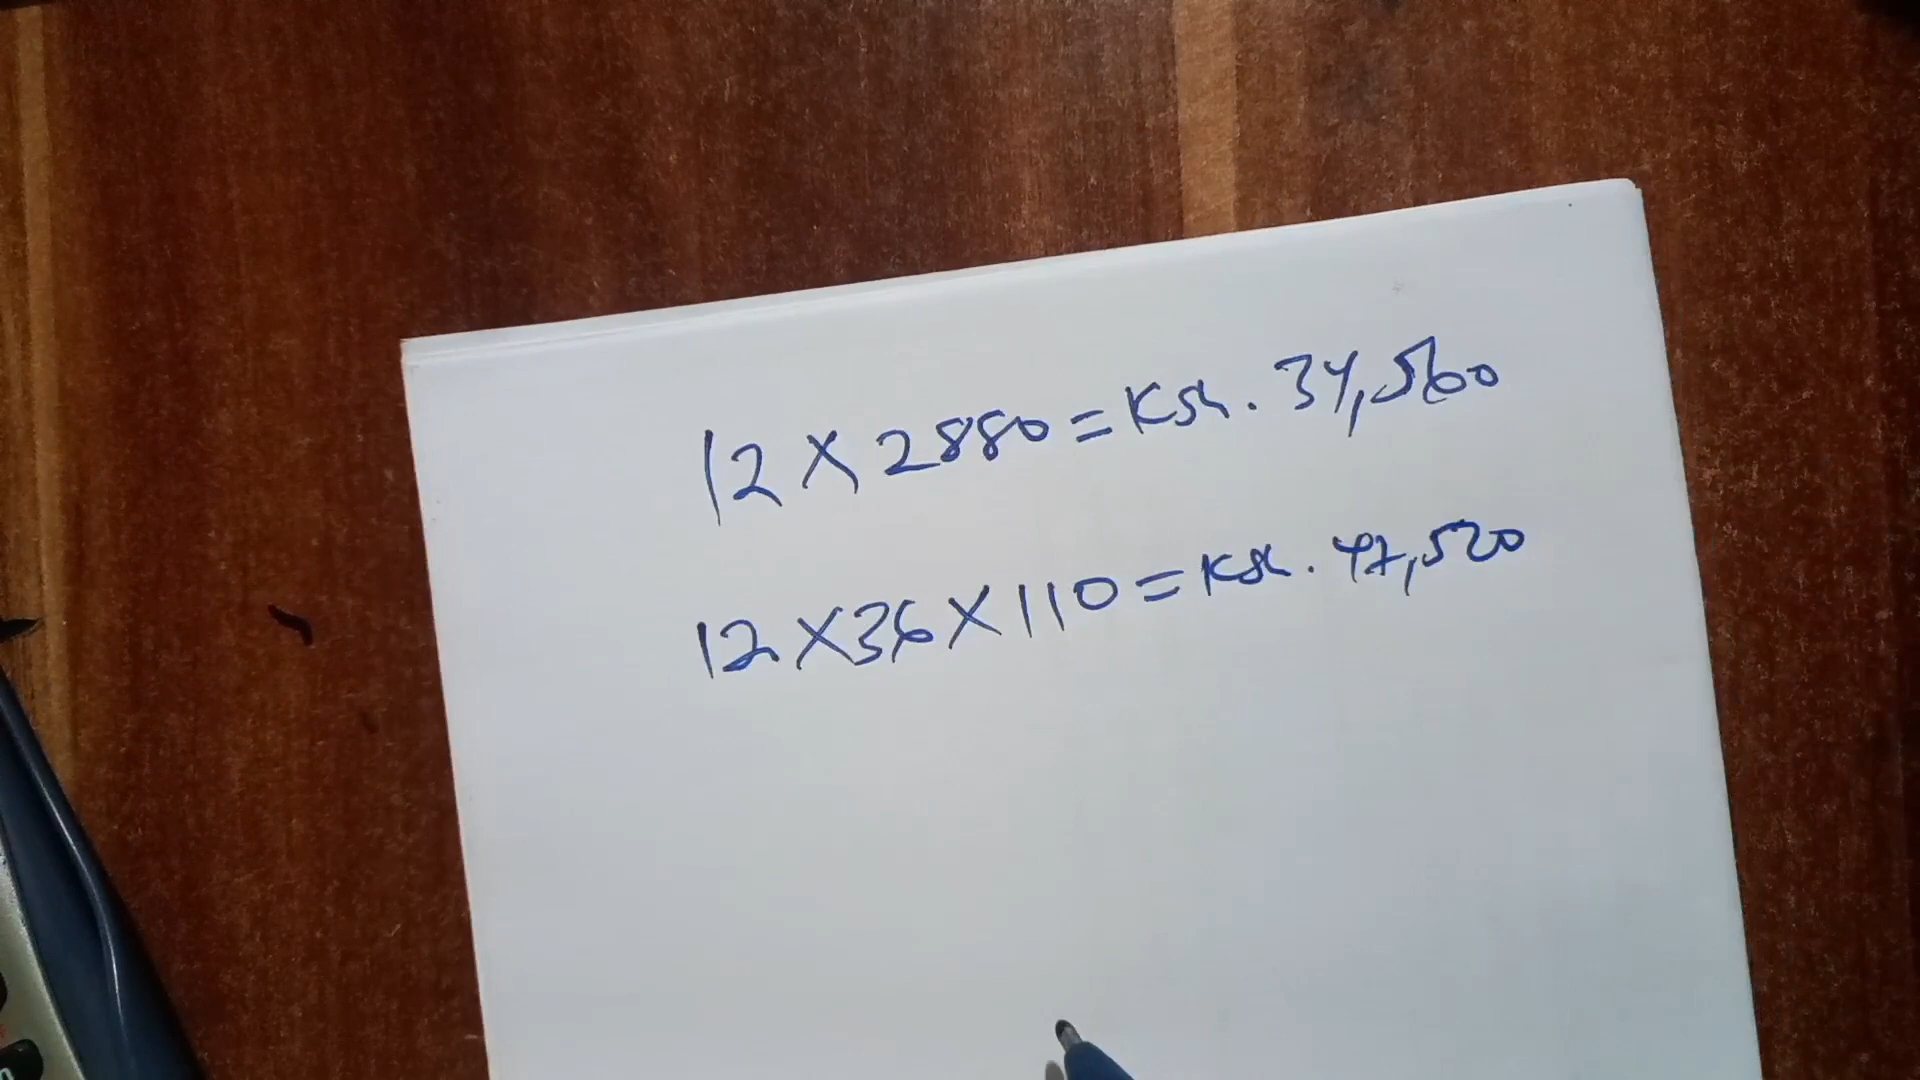 12 X 2880 = Ksh. 34,560
12 X 36 X 110 = Ksh. 47,520